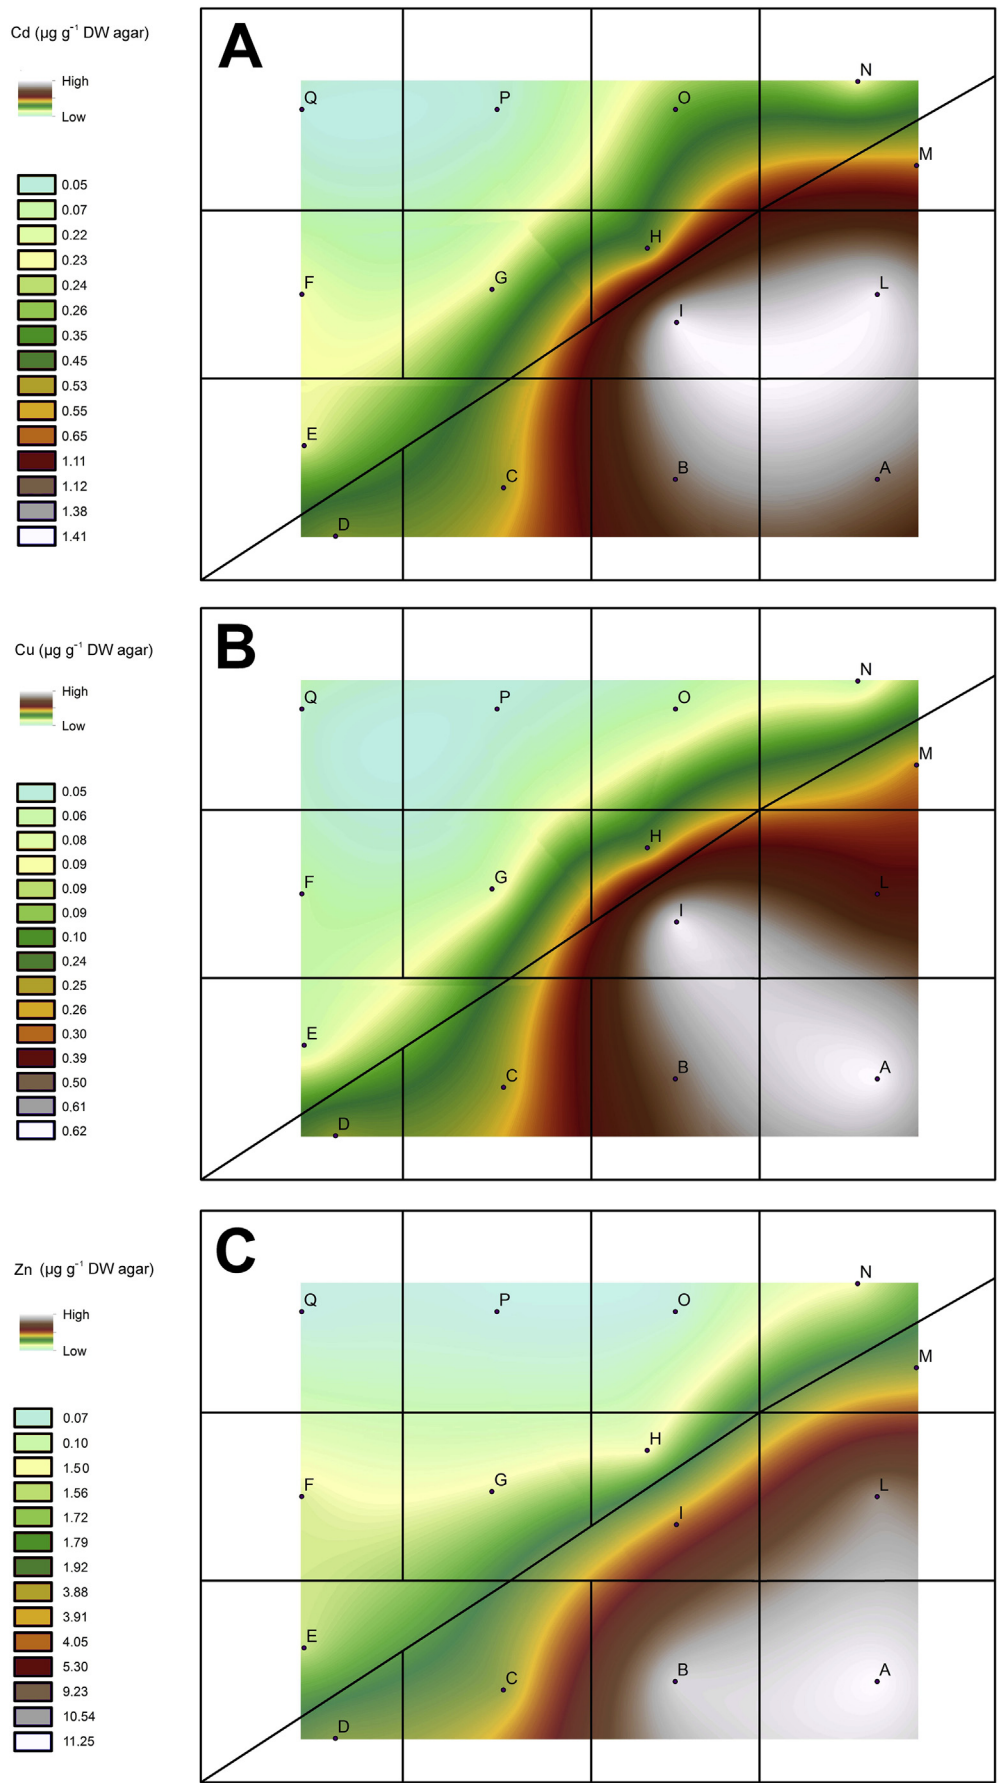 Cd (µg g⁻¹ DW agar)
High
Low
0.05
0.07
0.22
0.23
0.24
0.26
0.35
0.45
0.53
0.55
0.65
1.11
1.12
1.38
1.41
A
N
Q
P
O
M
H
F
G
L
I
E
B
A
C
D
Cu (µg g⁻¹ DW agar)
High
Low
0.05
0.06
0.08
0.09
0.09
0.09
0.10
0.24
0.25
0.26
0.30
0.39
0.50
0.61
0.62
B
N
Q
P
O
M
H
F
G
L
I
E
B
A
C
D
Zn (µg g⁻¹ DW agar)
High
Low
0.07
0.10
1.50
1.56
1.72
1.79
1.92
3.88
3.91
4.05
5.30
9.23
10.54
11.25
C
N
Q
P
O
M
H
F
G
L
I
E
B
A
C
D